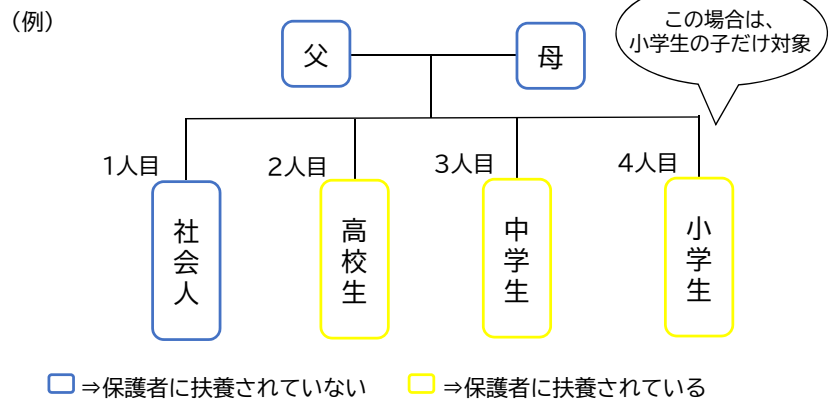 （例）
この場合は、
小学生の子だけ対象
父
母
1人目
2人目
3人目
4人目
社会人
高校生
中学生
小学生
⇒保護者に扶養されていない
⇒保護者に扶養されている